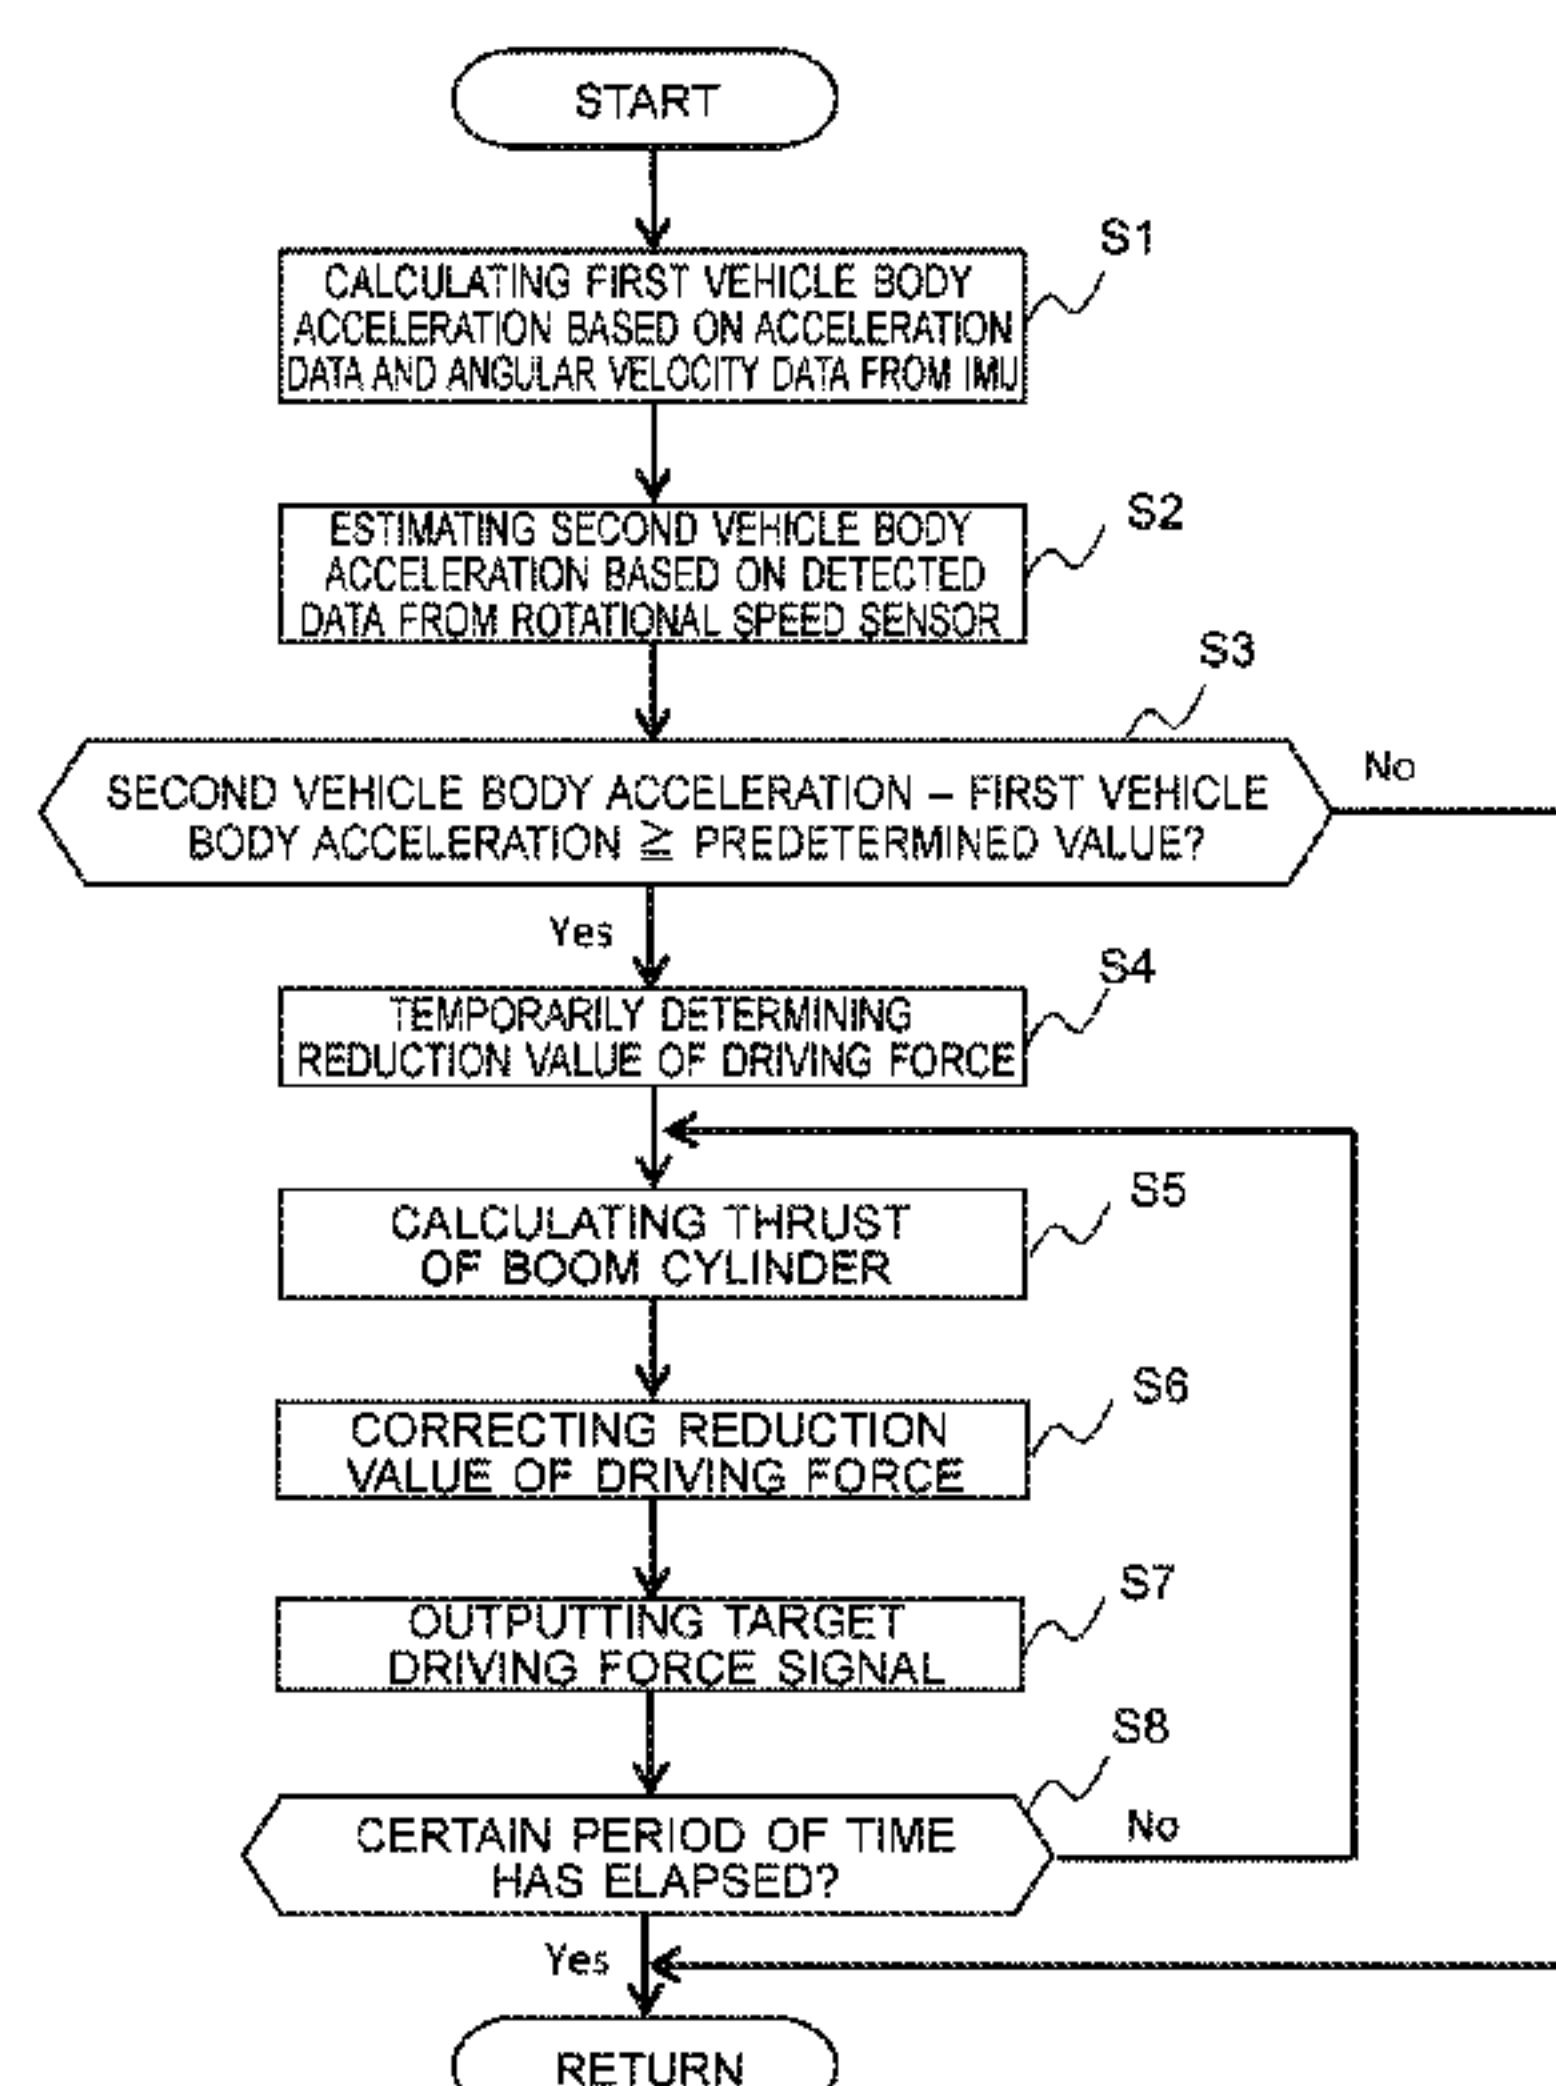 START
S1
CALCULATING FIRST VEHICLE BODY
ACCELERATION BASED ON ACCELERATION
DATA AND ANGULAR VELOCITY DATA FROM IMU
S2
ESTIMATING SECOND VEHICLE BODY
ACCELERATION BASED ON DETECTED
DATA FROM ROTATIONAL SPEED SENSOR
S3
SECOND VEHICLE BODY ACCELERATION – FIRST VEHICLE
BODY ACCELERATION ≧ PREDETERMINED VALUE?
No
Yes
S4
TEMPORARILY DETERMINING
REDUCTION VALUE OF DRIVING FORCE
S5
CALCULATING THRUST
OF BOOM CYLINDER
S6
CORRECTING REDUCTION
VALUE OF DRIVING FORCE
S7
OUTPUTTING TARGET
DRIVING FORCE SIGNAL
S8
CERTAIN PERIOD OF TIME
HAS ELAPSED?
No
Yes
RETURN